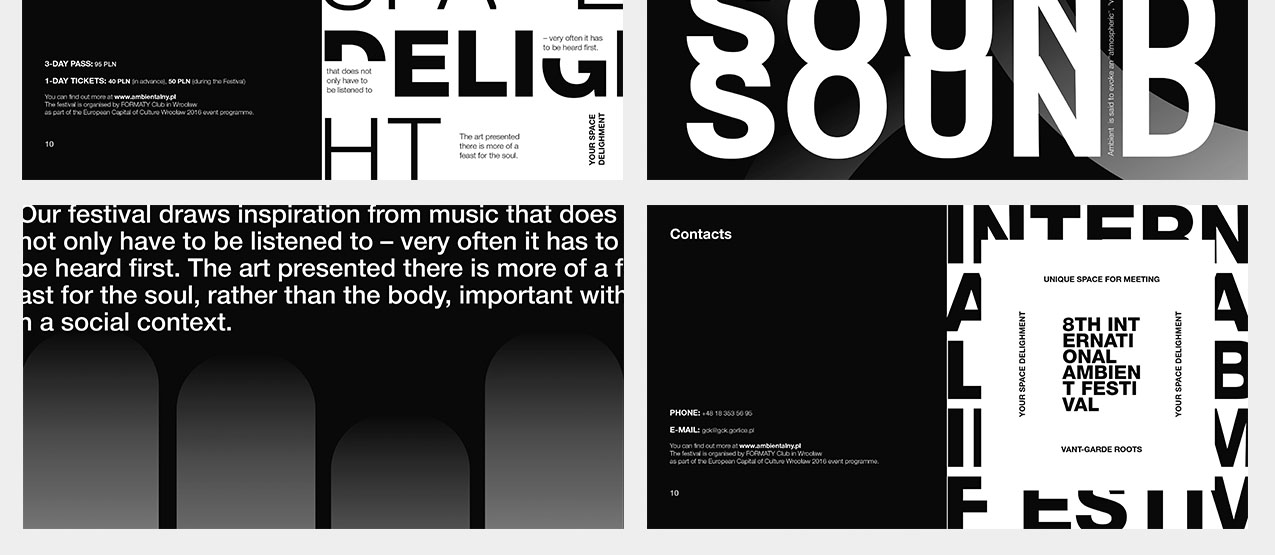 SPACE
DELIGH
– very often it has
to be heard first.
that does not
only have to
be listened to
HT
The art presented
there is more of a
feast for the soul.
YOUR SPACE
DELIGHMENT
3-DAY PASS: 95 PLN
1-DAY TICKETS: 40 PLN (in advance), 50 PLN (during the Festival)
You can find out more at www.ambientalny.pl
The festival is organised by FORMATY Club in Wrocław
as part of the European Capital of Culture Wrocław 2016 event programme.
10
SOUND
SOUND
Ambient is said to evoke an "atmospheric",
Our festival draws inspiration from music that does
not only have to be listened to – very often it has to
be heard first. The art presented there is more of a f
east for the soul, rather than the body, important with
n a social context.
Contacts
PHONE: +48 18 353 56 95
E-MAIL: gck@gck.gorlice.pl
You can find out more at www.ambientalny.pl
The festival is organised by FORMATY Club in Wrocław
as part of the European Capital of Culture Wrocław 2016 event programme.
10
INTERN
A A
L B
I
F ESTIV
UNIQUE SPACE FOR MEETING
YOUR SPACE DELIGHMENT
8TH INT
ERNATI
ONAL
AMBIEN
T FESTI
VAL
YOUR SPACE DELIGHMENT
VANT-GARDE ROOTS